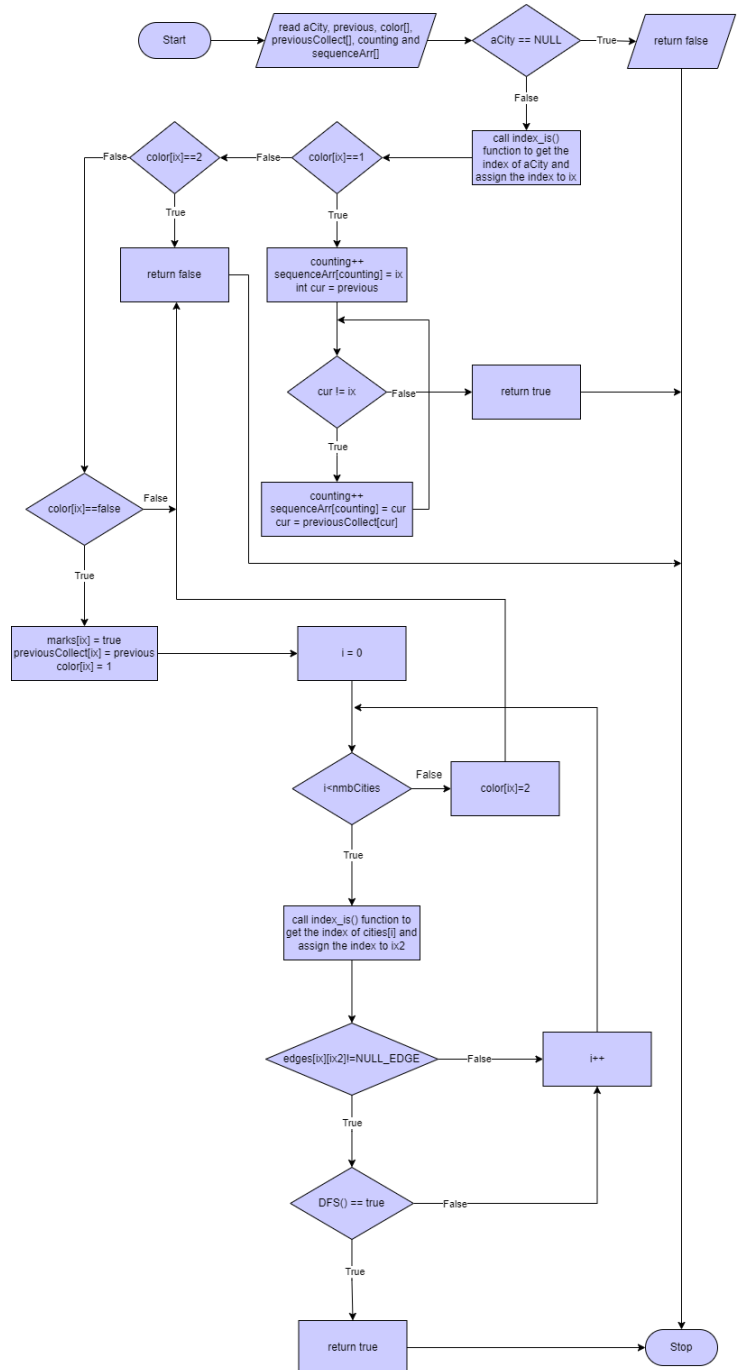 Start
read aCity, previous, color[],
previousCollect[], counting and
sequenceArr[]
aCity == NULL
True
return false
False
call index_is()
function to get the
index of aCity and
assign the index to ix
color[ix]==1
False
color[ix]==2
False
True
True
return false
counting++
sequenceArr[counting] = ix
int cur = previous
cur != ix
False
return true
True
counting++
sequenceArr[counting] = cur
cur = previousCollect[cur]
color[ix]==false
False
True
marks[ix] = true
previousCollect[ix] = previous
color[ix] = 1
i = 0
i<nmbCities
False
color[ix]=2
True
call index_is() function to
get the index of cities[i] and
assign the index to ix2
edges[ix][ix2]!=NULL_EDGE
False
i++
True
DFS() == true
False
True
return true
Stop